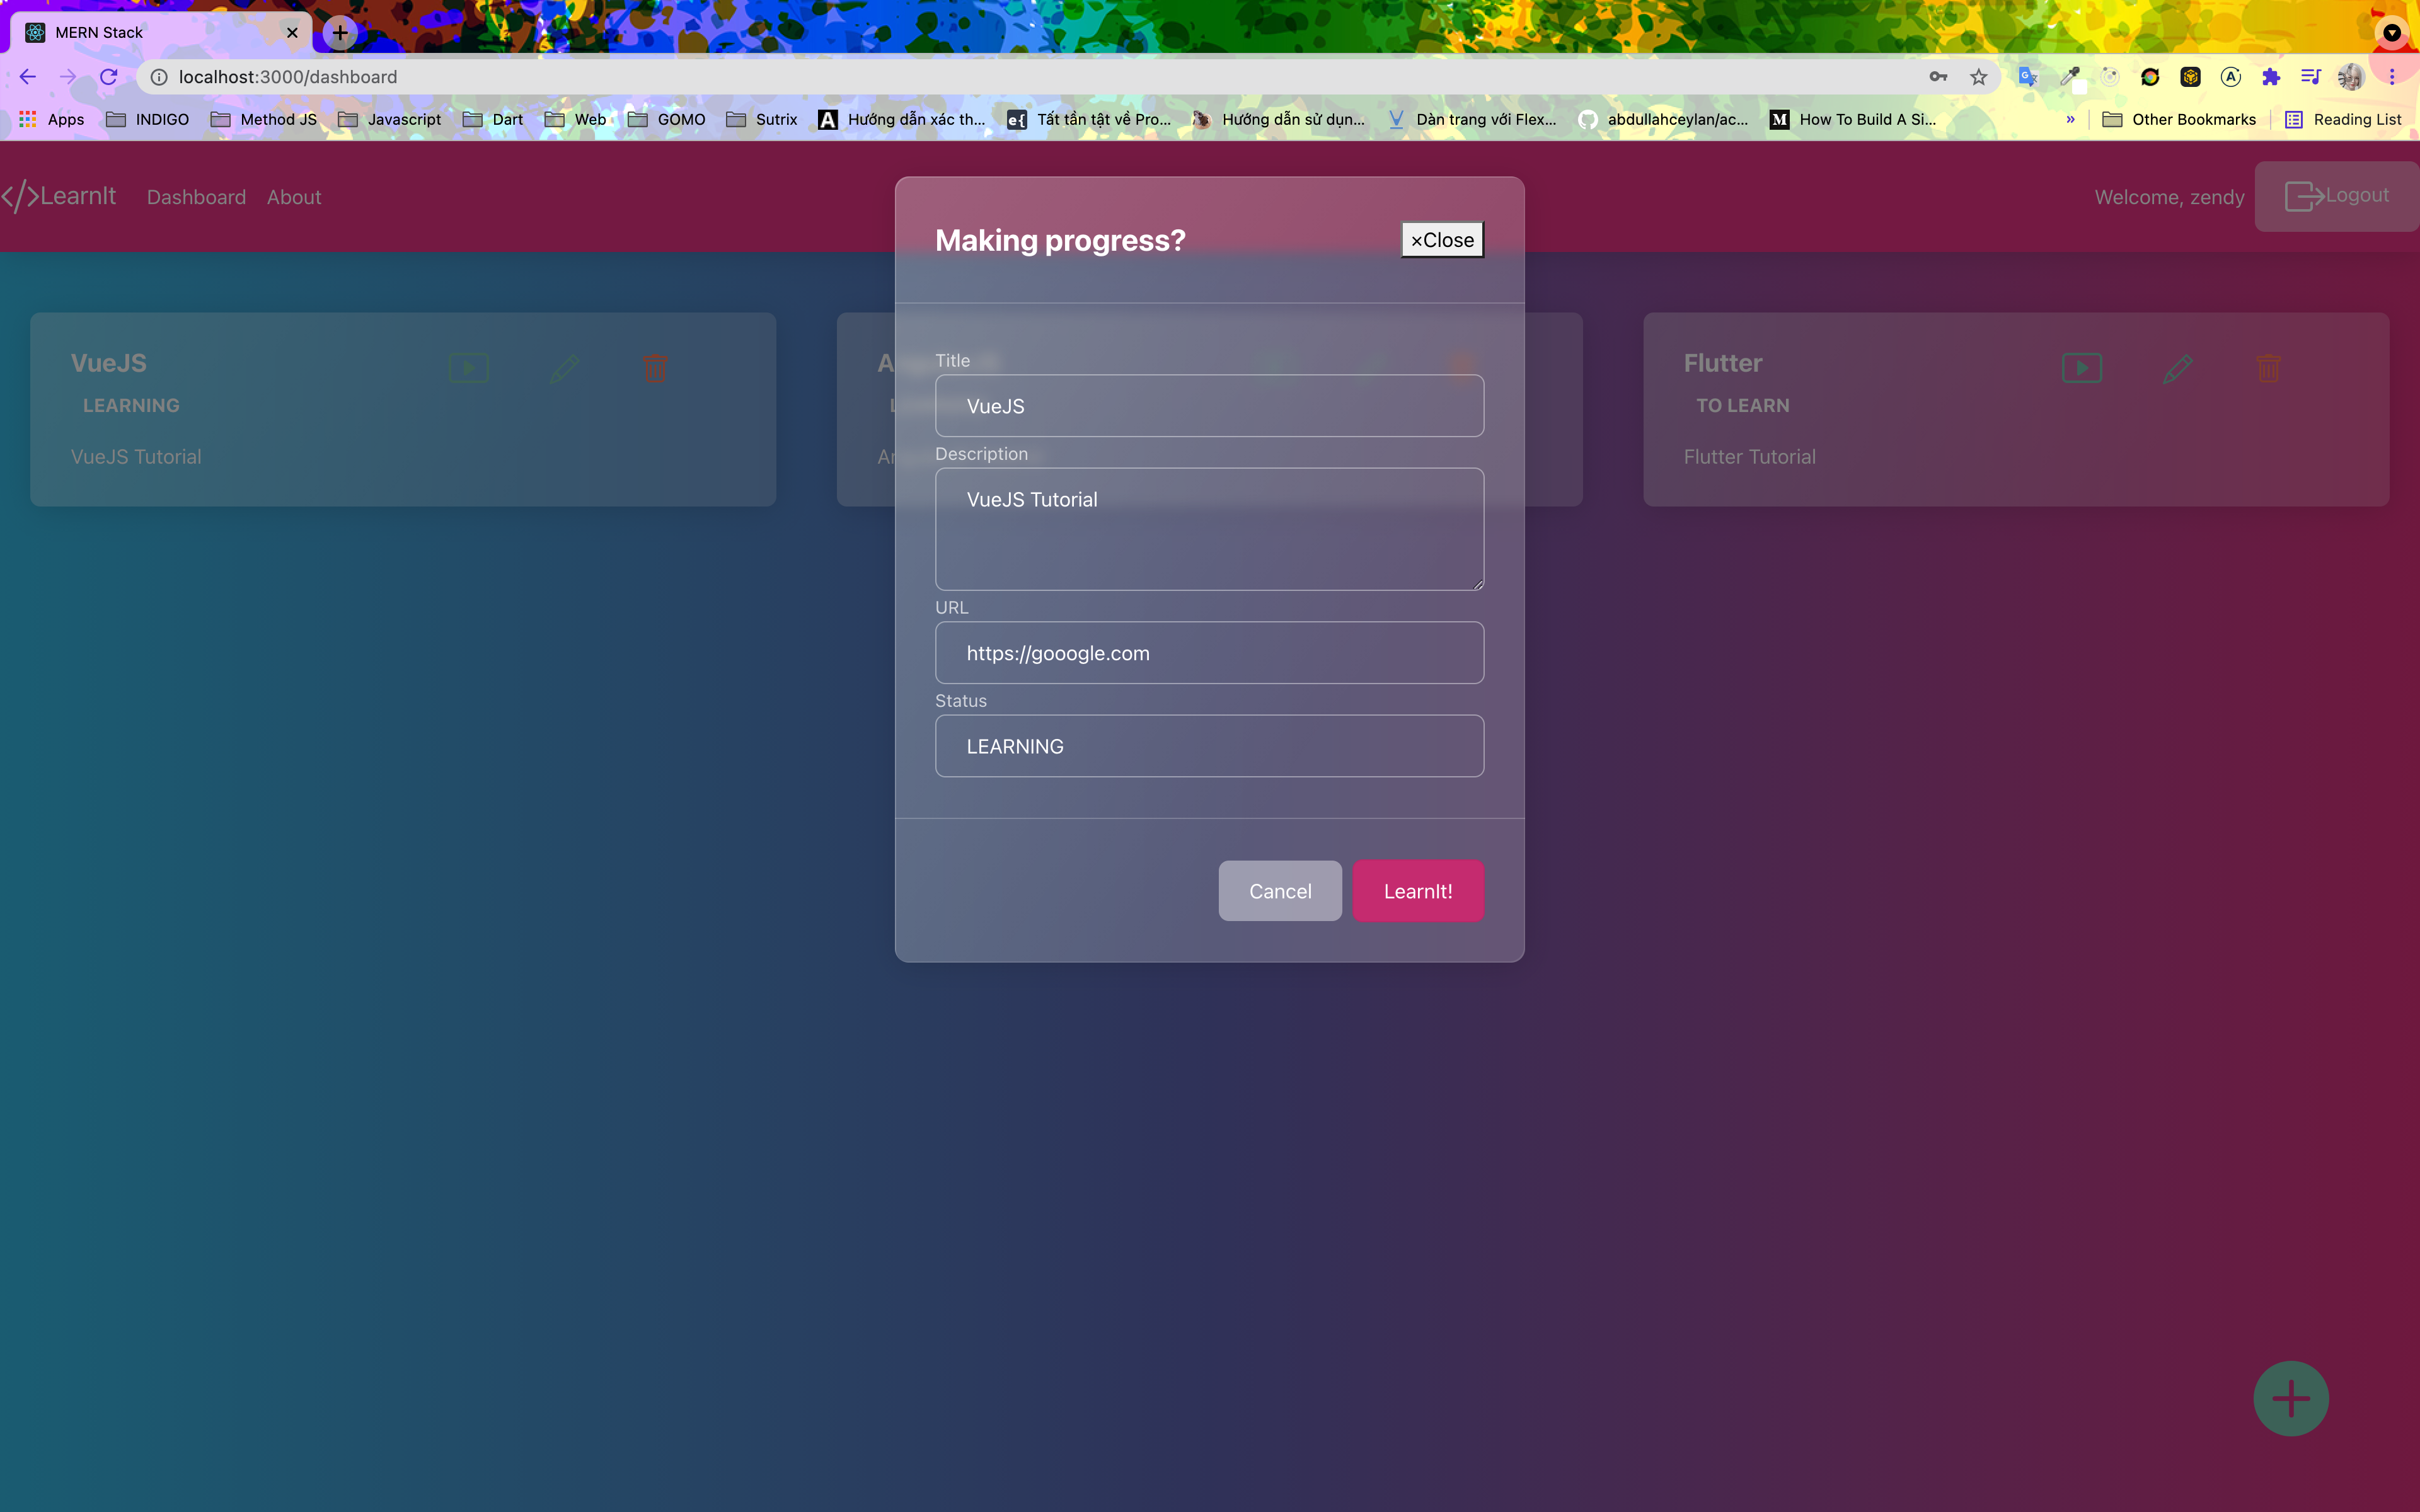 MERN Stack
localhost:3000/dashboard
Apps INDIGO Method JS Javascript Dart Web GOMO Sutrix Hướng dẫn xác th... Tất tần tật về Pro... Hướng dẫn sử dụn... Dàn trang với Flex... abdullahceylan/ac... How To Build A Si... » Other Bookmarks Reading List
</>LearnIt Dashboard About Welcome, zendy Logout
Making progress? ×Close
VueJS
LEARNING
VueJS Tutorial
Title
VueJS
Description
VueJS Tutorial
URL
https://gooogle.com
Status
LEARNING
Cancel LearnIt!
Flutter
TO LEARN
Flutter Tutorial